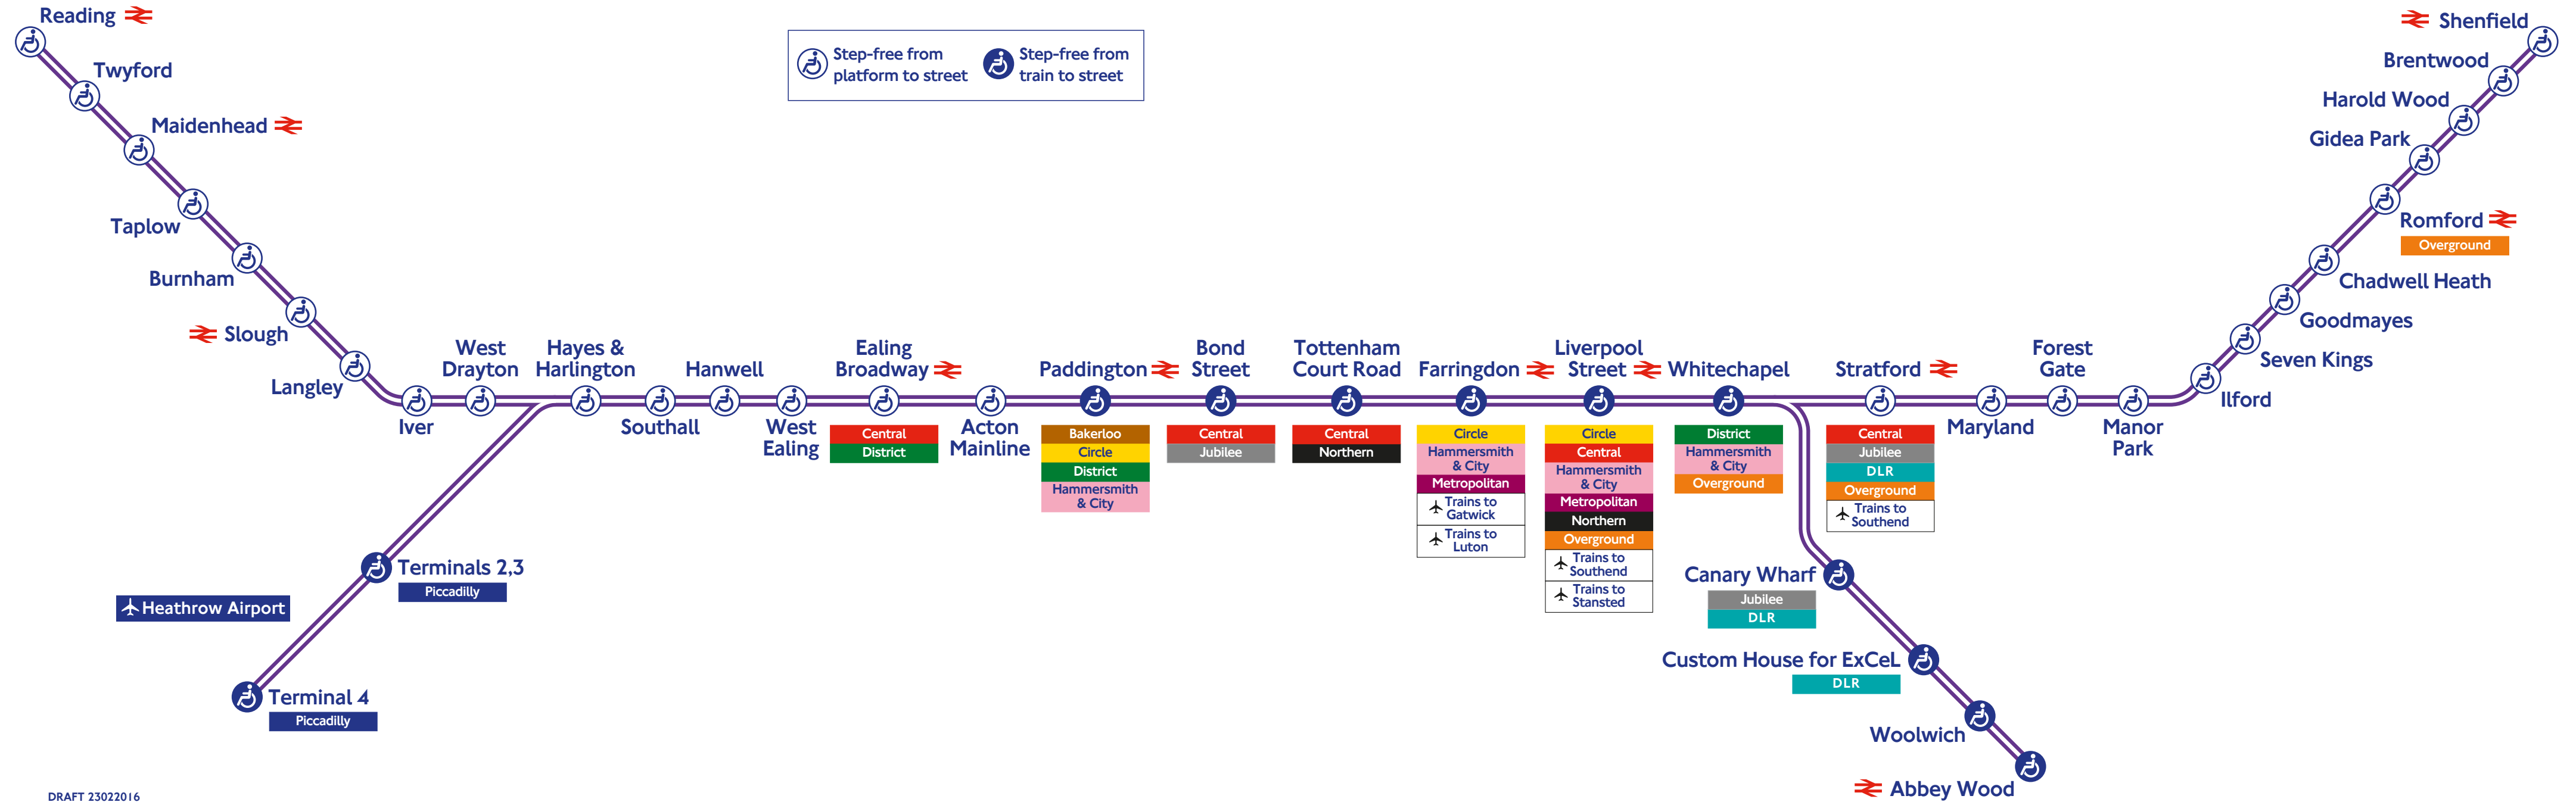 Reading
Twyford
Maidenhead
Taplow
Burnham
Slough
Langley
Iver
West
Drayton
Hayes &
Harlington
Southall
Hanwell
West
Ealing
Ealing
Broadway
Central
District
Acton
Mainline
Paddington
Bakerloo
Circle
District
Hammersmith
& City
Bond
Street
Central
Jubilee
Tottenham
Court Road
Central
Northern
Farringdon
Circle
Hammersmith
& City
Metropolitan
Trains to
Gatwick
Trains to
Luton
Liverpool
Street
Circle
Central
Hammersmith
& City
Metropolitan
Northern
Overground
Trains to
Southend
Trains to
Stansted
Whitechapel
District
Hammersmith
& City
Overground
Stratford
Central
Jubilee
DLR
Overground
Trains to
Southend
Maryland
Forest
Gate
Manor
Park
Ilford
Seven Kings
Goodmayes
Chadwell Heath
Romford
Overground
Gidea Park
Harold Wood
Brentwood
Shenfield
Step-free from
platform to street
Step-free from
train to street
Terminals 2,3
Piccadilly
Heathrow Airport
Terminal 4
Piccadilly
Canary Wharf
Jubilee
DLR
Custom House for ExCeL
DLR
Woolwich
Abbey Wood
DRAFT 23022016